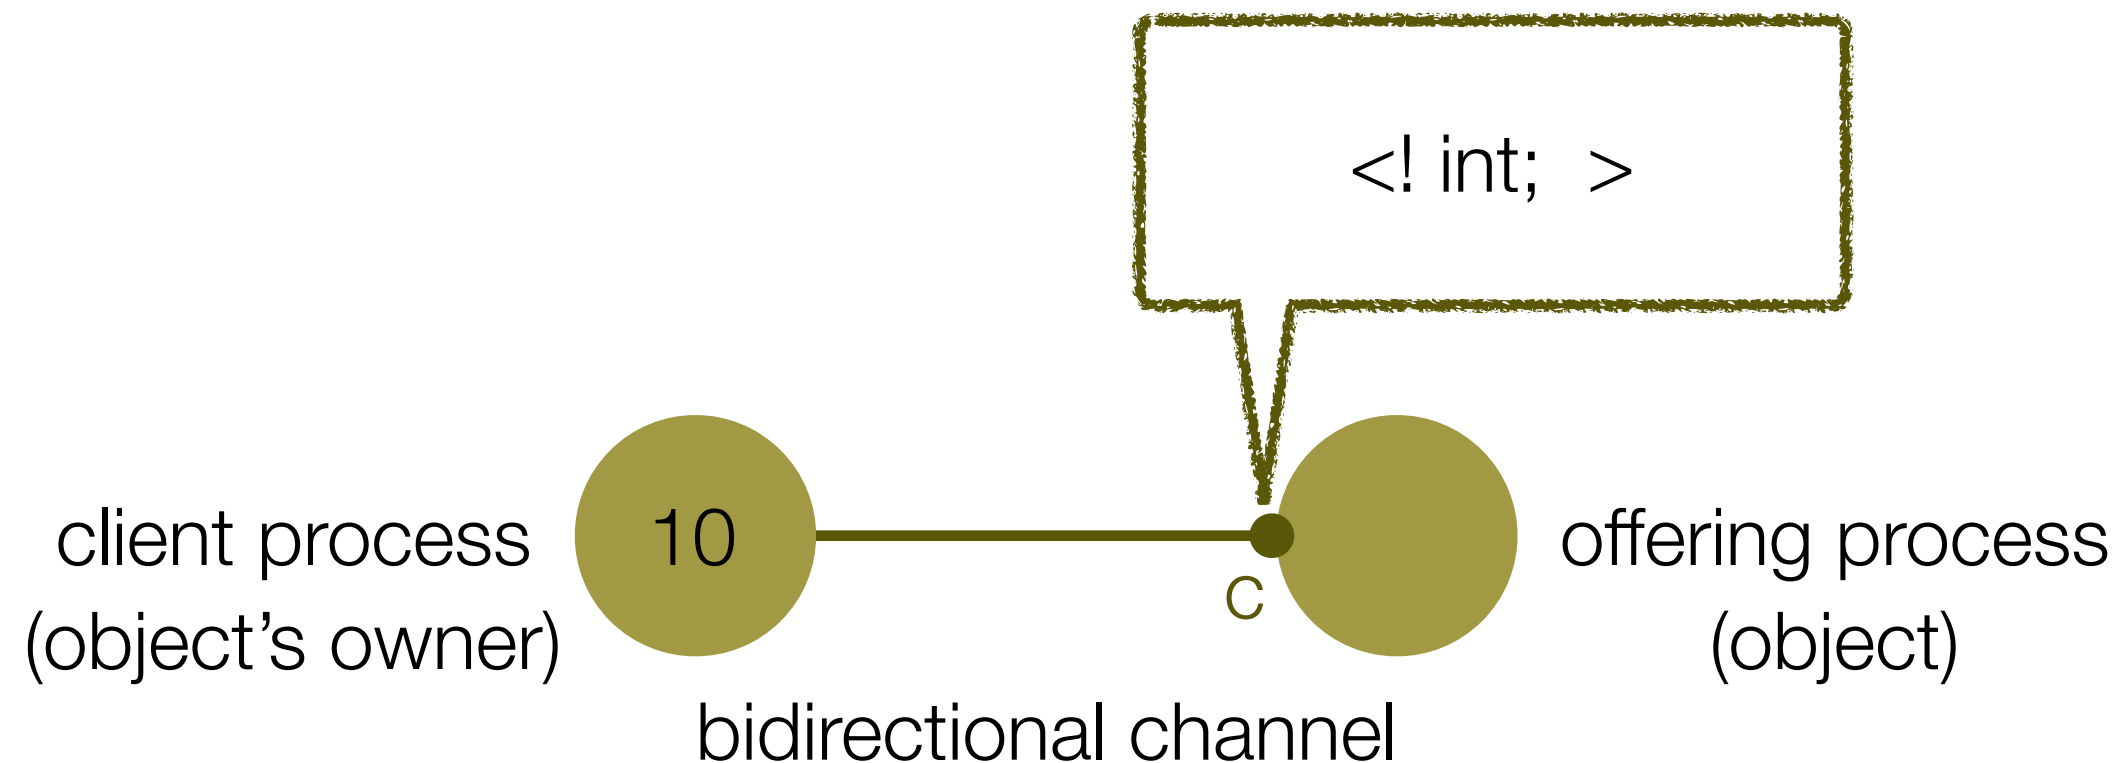 <! int;  >
client process
(object's owner)
10
c
offering process
(object)
bidirectional channel